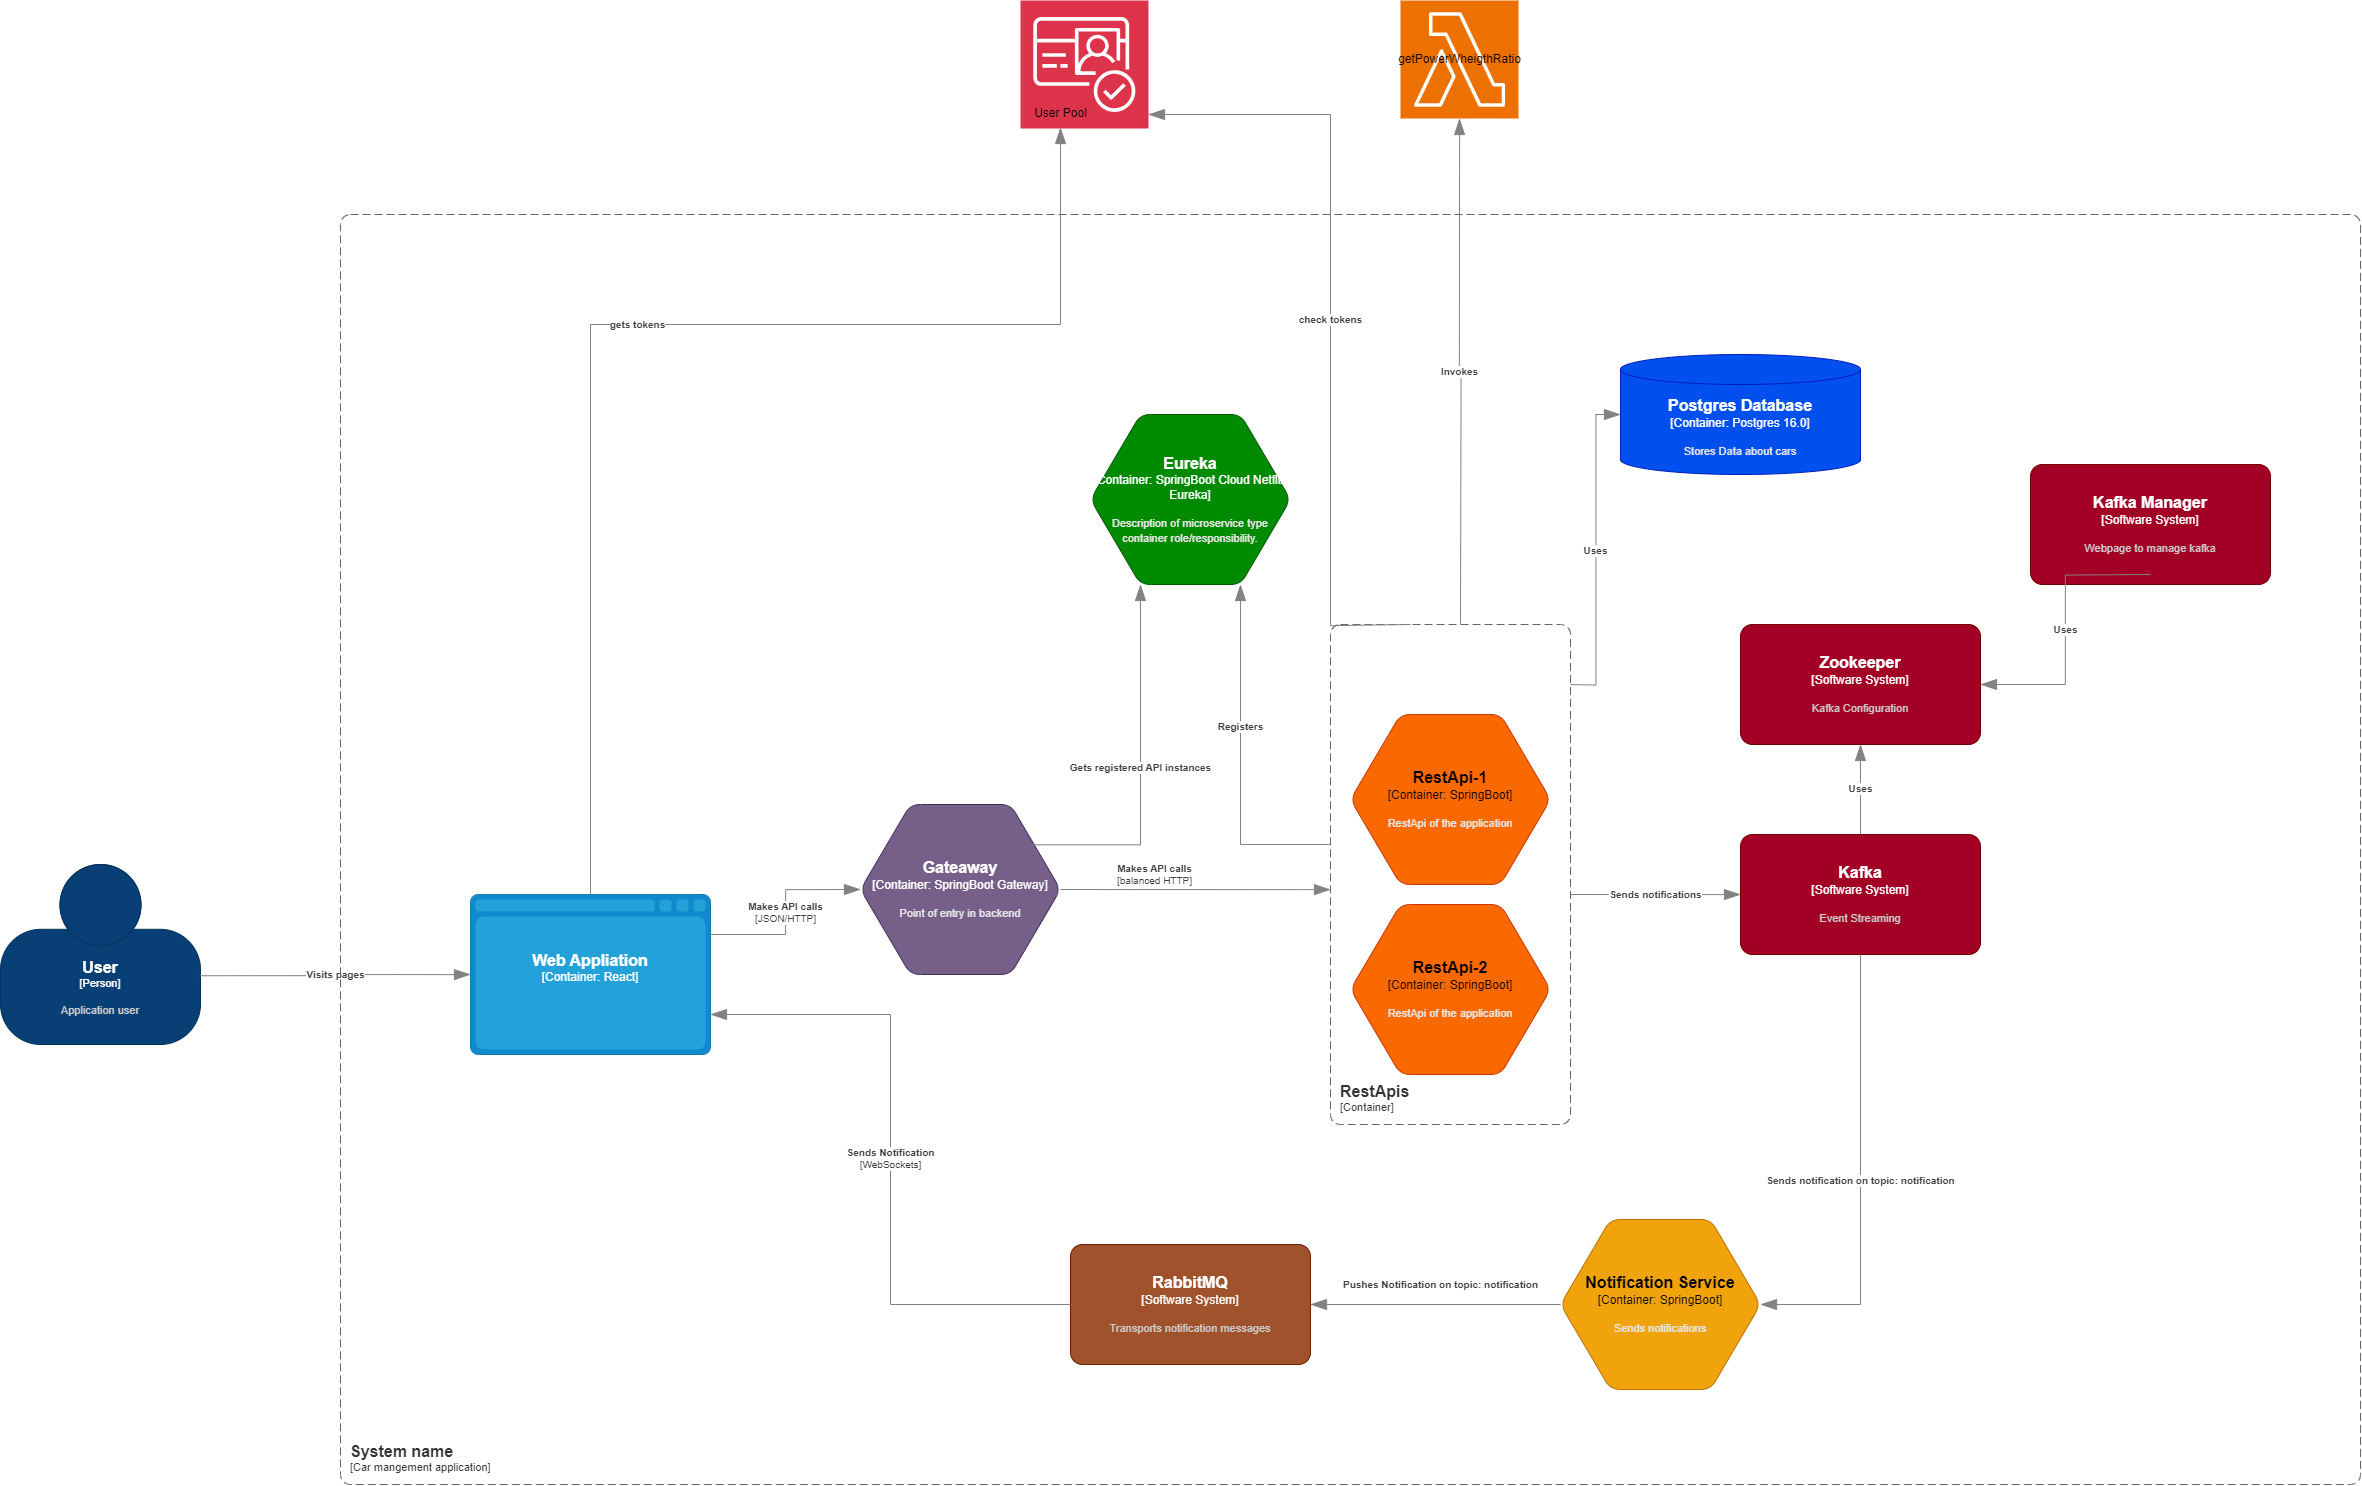 User Pool
getPowerWheigthRatio
gets tokens
check tokens
Invokes
Postgres Database
[Container: Postgres 16.0]
Stores Data about cars
Eureka
Container: SpringBoot Cloud Netfli
Eureka]
Description of microservice type
container role/responsibility.
Kafka Manager
[Software System]
Webpage to manage kafka
Uses
Uses
Zookeeper
[Software System]
Kafka Configuration
Registers
Gets registered API instances
RestApi-1
[Container: SpringBoot]
RestApi of the application
Uses
Gateaway
[Container: SpringBoot Gateway]
Point of entry in backend
Makes API calls
[balanced HTTP]
Kafka
[Software System]
Event Streaming
Sends notifications
Makes API calls
[JSON/HTTP]
User
[Person]
Application user
Visits pages
Web Appliation
[Container: React]
RestApi-2
[Container: SpringBoot]
RestApi of the application
RestApis
[Container]
Sends Notification
[WebSockets]
Sends notification on topic: notification
RabbitMQ
[Software System]
Transports notification messages
Pushes Notification on topic: notification
Notification Service
[Container: SpringBoot]
Sends notifications
System name
[Car mangement application]